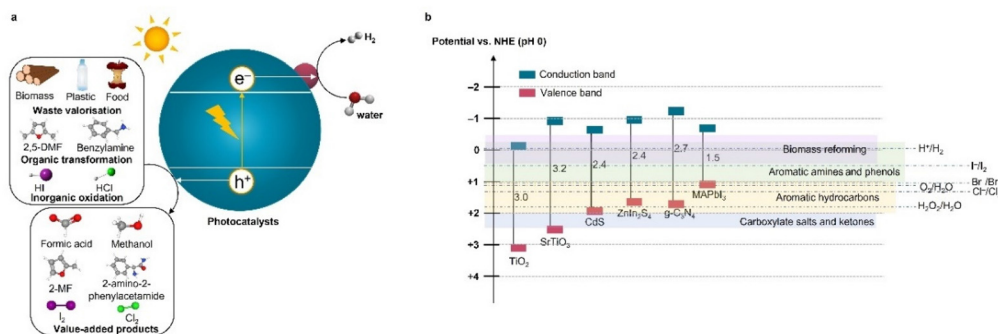 a
H₂
e⁻
water
h⁺
Photocatalysts
Biomass
Plastic
Food
Waste valorisation
2,5-DMF
Benzylamine
Organic transformation
HI
HCl
Inorganic oxidation
Formic acid
Methanol
2-MF
2-amino-2-
phenylacetamide
I₂
Cl₂
Value-added products
b
Potential vs. NHE (pH 0)
Conduction band
Valence band
−2
−1
0
+1
+2
+3
+4
3.0
TiO₂
3.2
SrTiO₃
2.4
CdS
2.4
ZnIn₂S₄
2.7
g-C₃N₄
1.5
MAPbI₃
Biomass reforming
Aromatic amines and phenols
Aromatic hydrocarbons
Carboxylate salts and ketones
H⁺/H₂
I⁻/I₂
O₂/H₂O
H₂O₂/H₂O